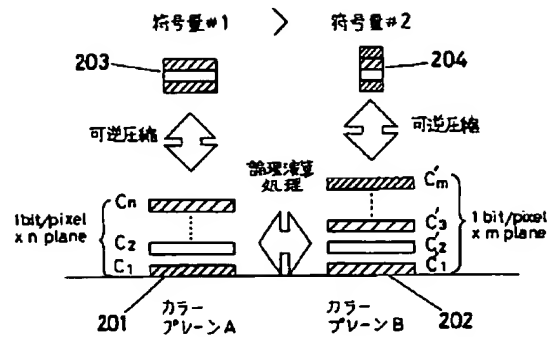 符号量#1 > 符号量#2
203
204
可逆圧縮
可逆圧縮
論理演算
処理
1bit/pixel
x n plane
Cn
C2
C1
C'm
C'3
C'2
C'1
1 bit/pixel
x m plane
201
カラー
プレーンA
カラー
プレーンB
202